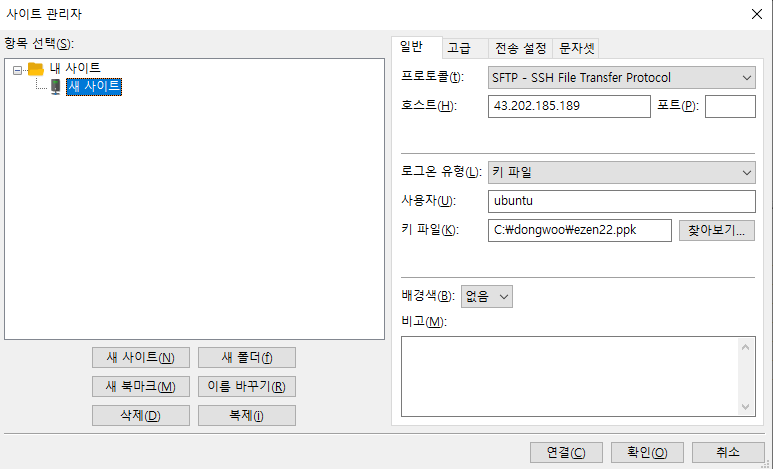 사이트 관리자
항목 선택(S):
내 사이트
새 사이트
새 사이트(N) 새 폴더(f)
새 북마크(M) 이름 바꾸기(R)
삭제(D) 복제(i)
일반 고급 전송 설정 문자셋
프로토콜(t): SFTP - SSH File Transfer Protocol
호스트(H): 43.202.185.189 포트(P):
로그온 유형(L): 키 파일
사용자(U): ubuntu
키 파일(K): C:₩dongwoo₩ezen22.ppk 찾아보기...
배경색(B): 없음
비고(M):
연결(C) 확인(O) 취소